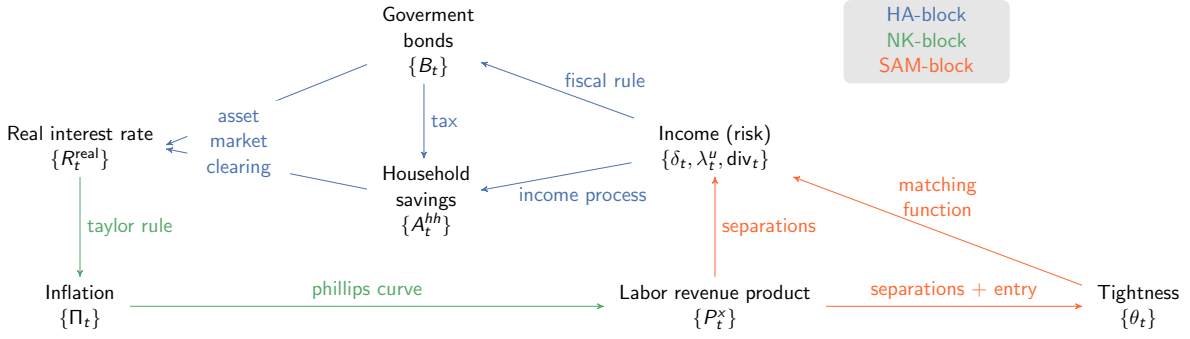 Goverment
bonds
{B_t}
HA-block
NK-block
SAM-block
fiscal rule
asset
market
clearing
tax
Real interest rate
{R_t^real}
Income (risk)
{δ_t, λ_t^u, div_t}
Household
savings
{A_t^hh}
income process
matching
function
taylor rule
separations
Inflation
{Π_t}
phillips curve
Labor revenue product
{P_t^x}
separations + entry
Tightness
{θ_t}